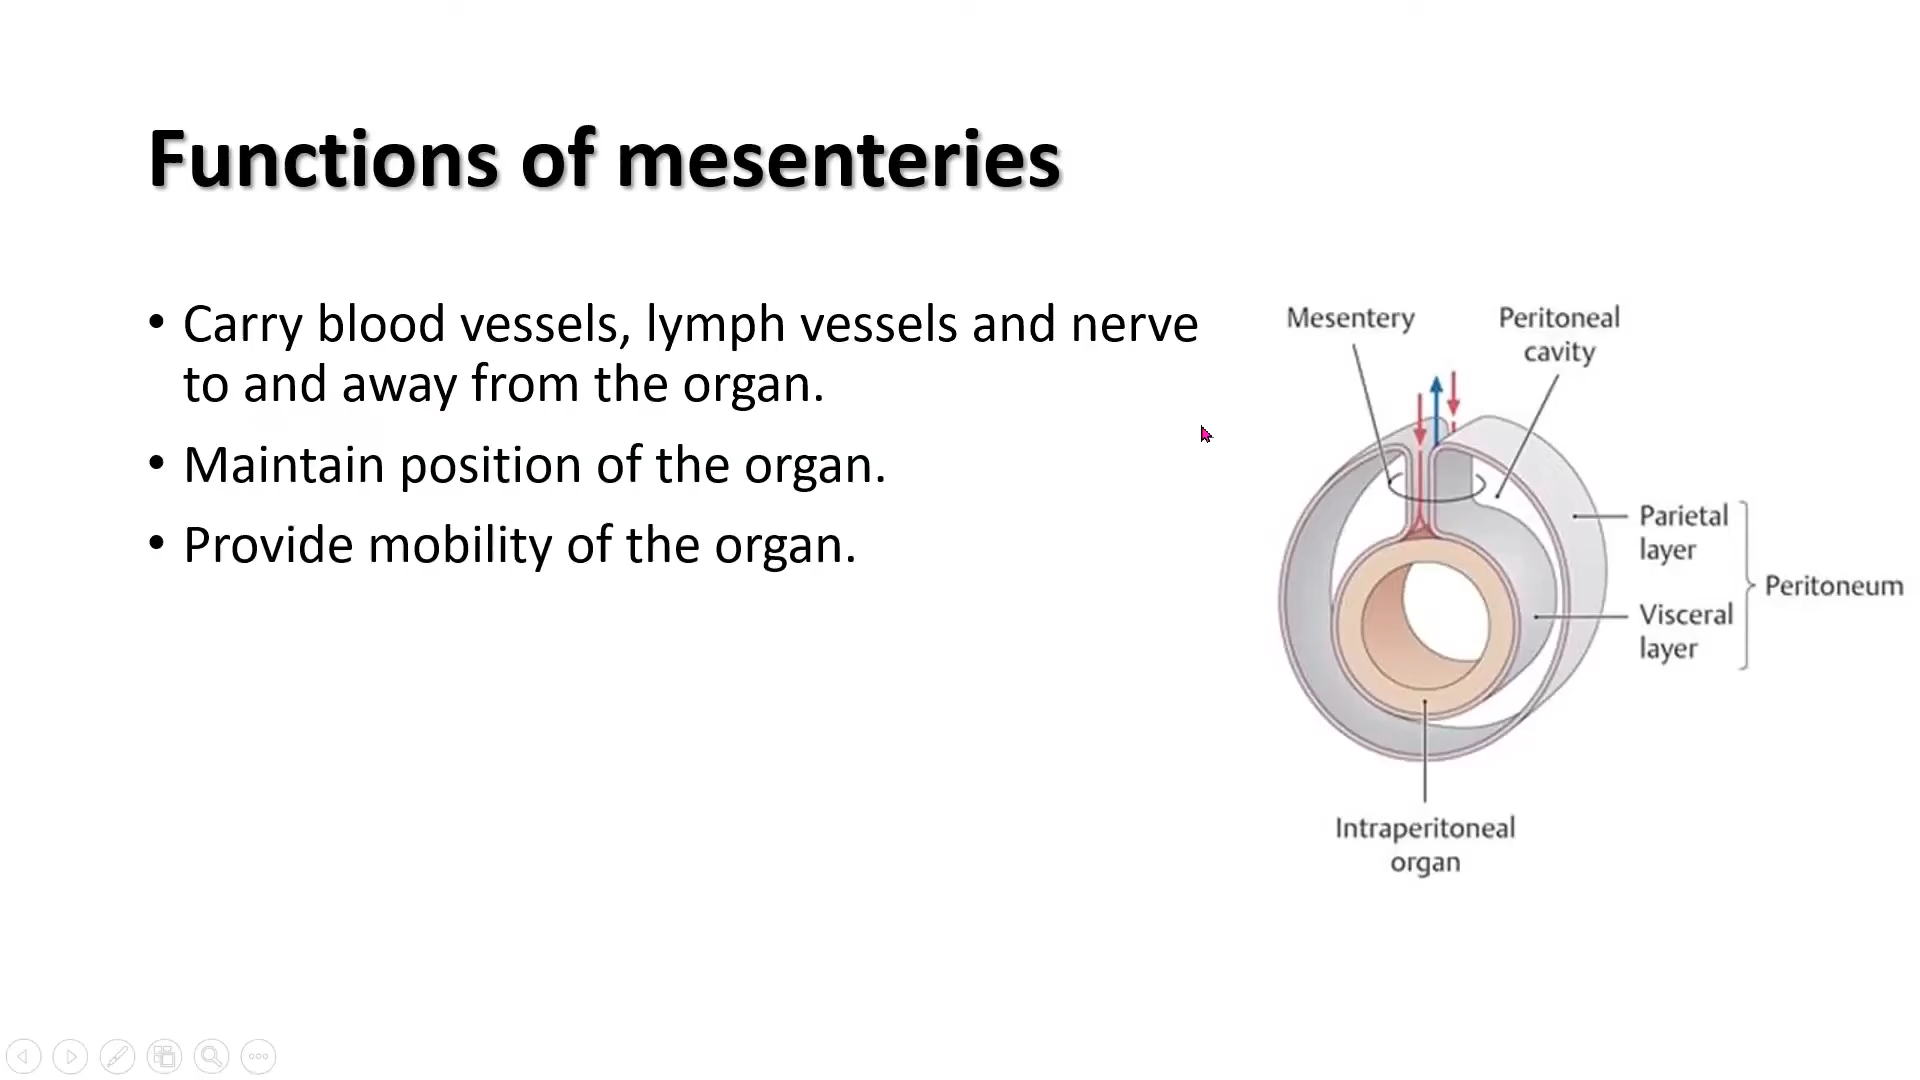 Functions of mesenteries
• Carry blood vessels, lymph vessels and nerve
to and away from the organ.
• Maintain position of the organ.
• Provide mobility of the organ.
Mesentery
Peritoneal
cavity
Parietal
layer
Visceral
layer
Peritoneum
Intraperitoneal
organ